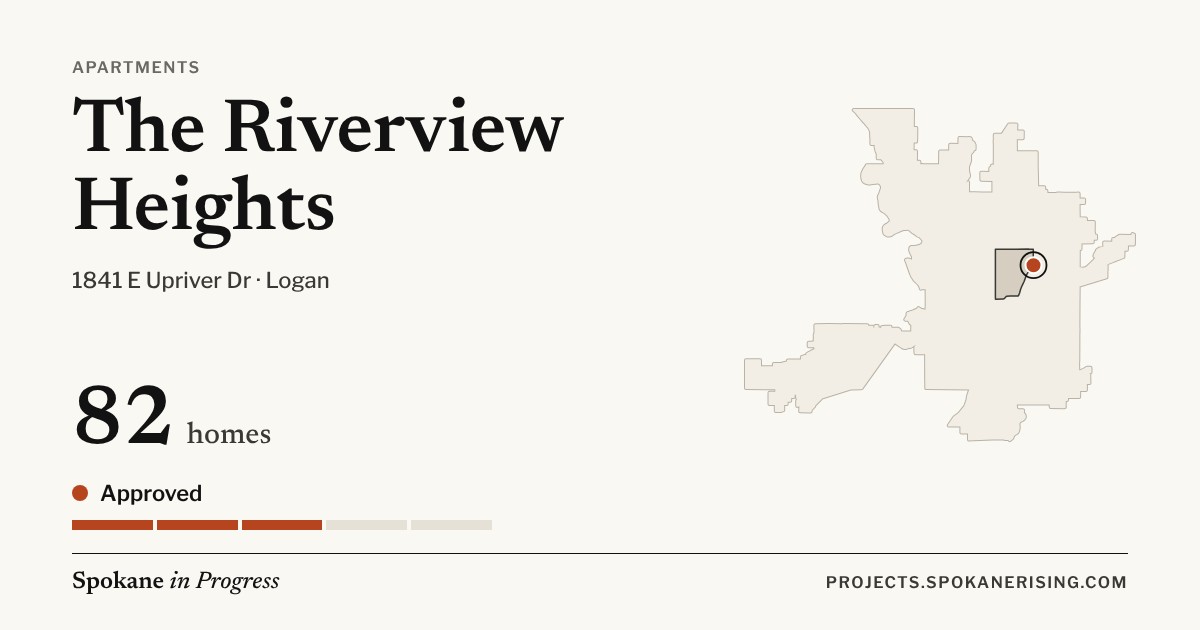 APARTMENTS
The Riverview
Heights
1841 E Upriver Dr · Logan
82 homes
Approved
Spokane in Progress
PROJECTS.SPOKANERISING.COM